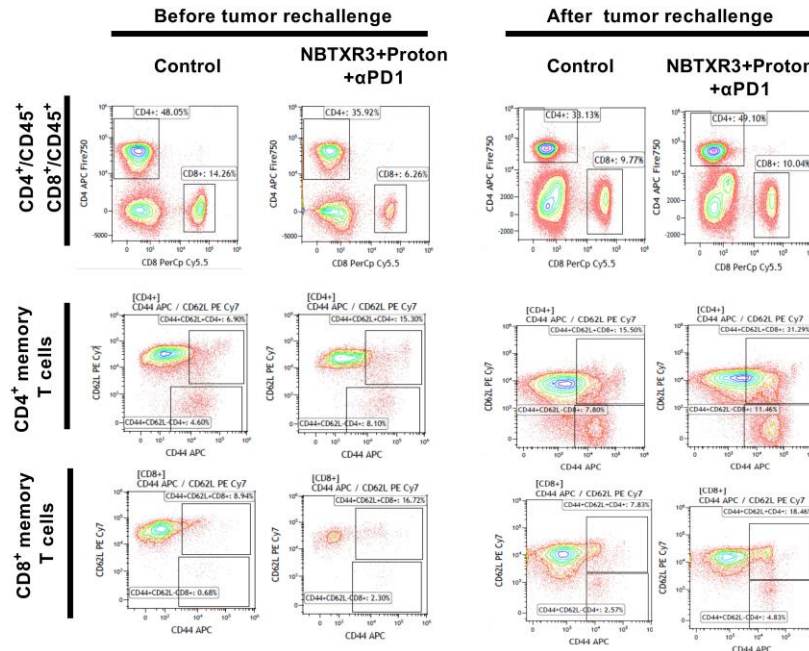 Before tumor rechallenge
After tumor rechallenge
Control
NBTXR3+Proton
+αPD1
Control
NBTXR3+Proton
+αPD1
CD4+/CD45+
CD8+/CD45+
CD4+: 48.05%
CD8+: 14.26%
CD4 APC Fire750
CD8 PerCp Cy5.5
CD4+: 35.92%
CD8+: 6.26%
CD4 APC Fire750
CD8 PerCp Cy5.5
CD4+: 33.13%
CD8+: 9.77%
CD4 APC Fire750
CD8 PerCp Cy5.5
CD4+: 49.10%
CD8+: 10.04%
CD4 APC Fire750
CD8 PerCp Cy5.5
CD4+ memory
T cells
[CD4+]
CD44 APC / CD62L PE Cy7
CD44+CD62L+CD4+: 6.90%
CD44+CD62L-CD4+: 4.60%
CD62L PE Cy7
CD44 APC
[CD4+]
CD44 APC / CD62L PE Cy7
CD44+CD62L+CD4+: 15.30%
CD44+CD62L-CD4+: 8.10%
CD62L PE Cy7
CD44 APC
[CD4+]
CD44 APC / CD62L PE Cy7
CD44+CD62L+CD8+: 15.50%
CD44+CD62L-CD8+: 7.80%
CD62L PE Cy7
CD44 APC
[CD4+]
CD44 APC / CD62L PE Cy7
CD44+CD62L+CD8+: 31.29%
CD44+CD62L-CD8+: 11.46%
CD62L PE Cy7
CD44 APC
CD8+ memory
T cells
[CD8+]
CD44 APC / CD62L PE Cy7
CD44+CD62L+CD8+: 8.94%
CD44+CD62L-CD8+: 0.68%
CD62L PE Cy7
CD44 APC
[CD8+]
CD44 APC / CD62L PE Cy7
CD44+CD62L+CD8+: 16.72%
CD44+CD62L-CD8+: 2.30%
CD62L PE Cy7
CD44 APC
[CD8+]
CD44 APC / CD62L PE Cy7
CD44+CD62L+CD4+: 7.83%
CD44+CD62L-CD4+: 2.57%
CD62L PE Cy7
CD44 APC
[CD8+]
CD44 APC / CD62L PE Cy7
CD44+CD62L+CD4+: 18.46%
CD44+CD62L-CD4+: 4.83%
CD62L PE Cy7
CD44 APC